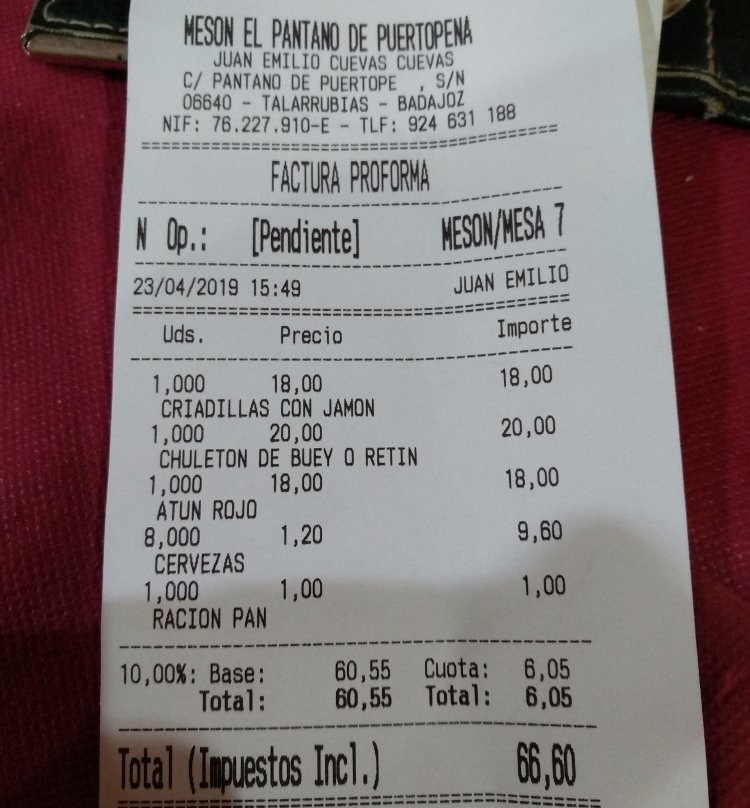 MESON EL PANTANO DE PUERTOPENA
JUAN EMILIO CUEVAS CUEVAS
C/ PANTANO DE PUERTOPE , S/N
06640 - TALARRUBIAS - BADAJOZ
NIF: 76.227.910-E - TLF: 924 631 188
FACTURA PROFORMA
N Op.: [Pendiente] MESON/MESA 7
23/04/2019 15:49 JUAN EMILIO
Uds. Precio Importe
1,000 18,00 18,00
CRIADILLAS CON JAMON
1,000 20,00 20,00
CHULETON DE BUEY O RETIN
1,000 18,00 18,00
ATUN ROJO
8,000 1,20 9,60
CERVEZAS
1,000 1,00 1,00
RACION PAN
10,00%: Base: 60,55 Cuota: 6,05
Total: 60,55 Total: 6,05
Total (Impuestos Incl.) 66,60